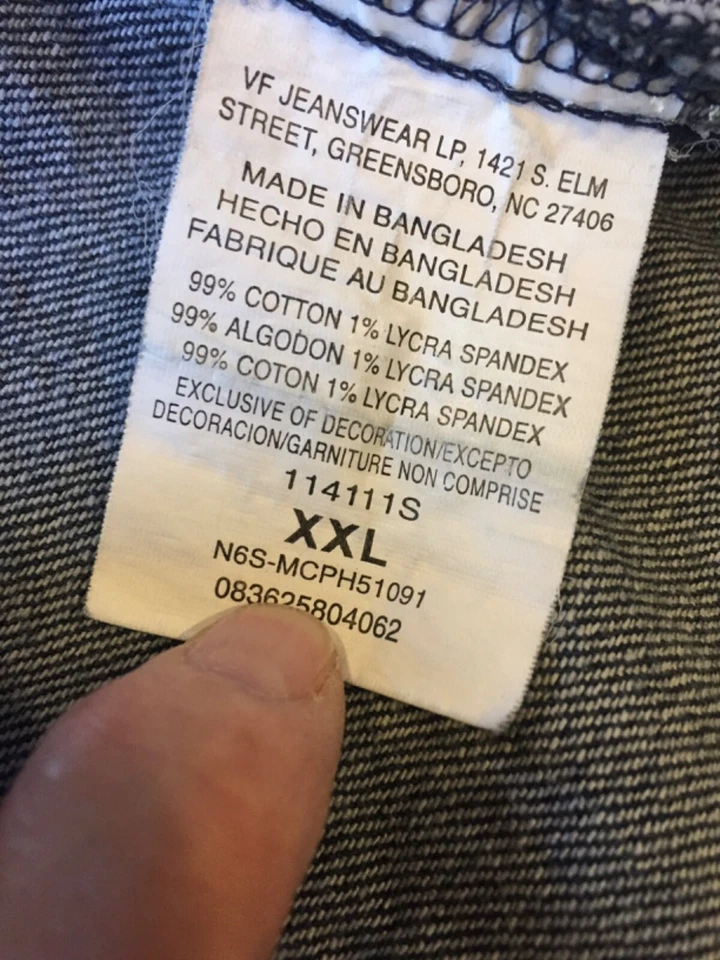 VF JEANSWEAR LP, 1421 S. ELM
STREET, GREENSBORO, NC 27406
MADE IN BANGLADESH
HECHO EN BANGLADESH
FABRIQUE AU BANGLADESH
99% COTTON 1% LYCRA SPANDEX
99% ALGODON 1% LYCRA SPANDEX
99% COTON 1% LYCRA SPANDEX
EXCLUSIVE OF DECORATION/EXCEPTO
DECORACION/GARNITURE NON COMPRISE
114111S
XXL
N6S-MCPH51091
083625804062